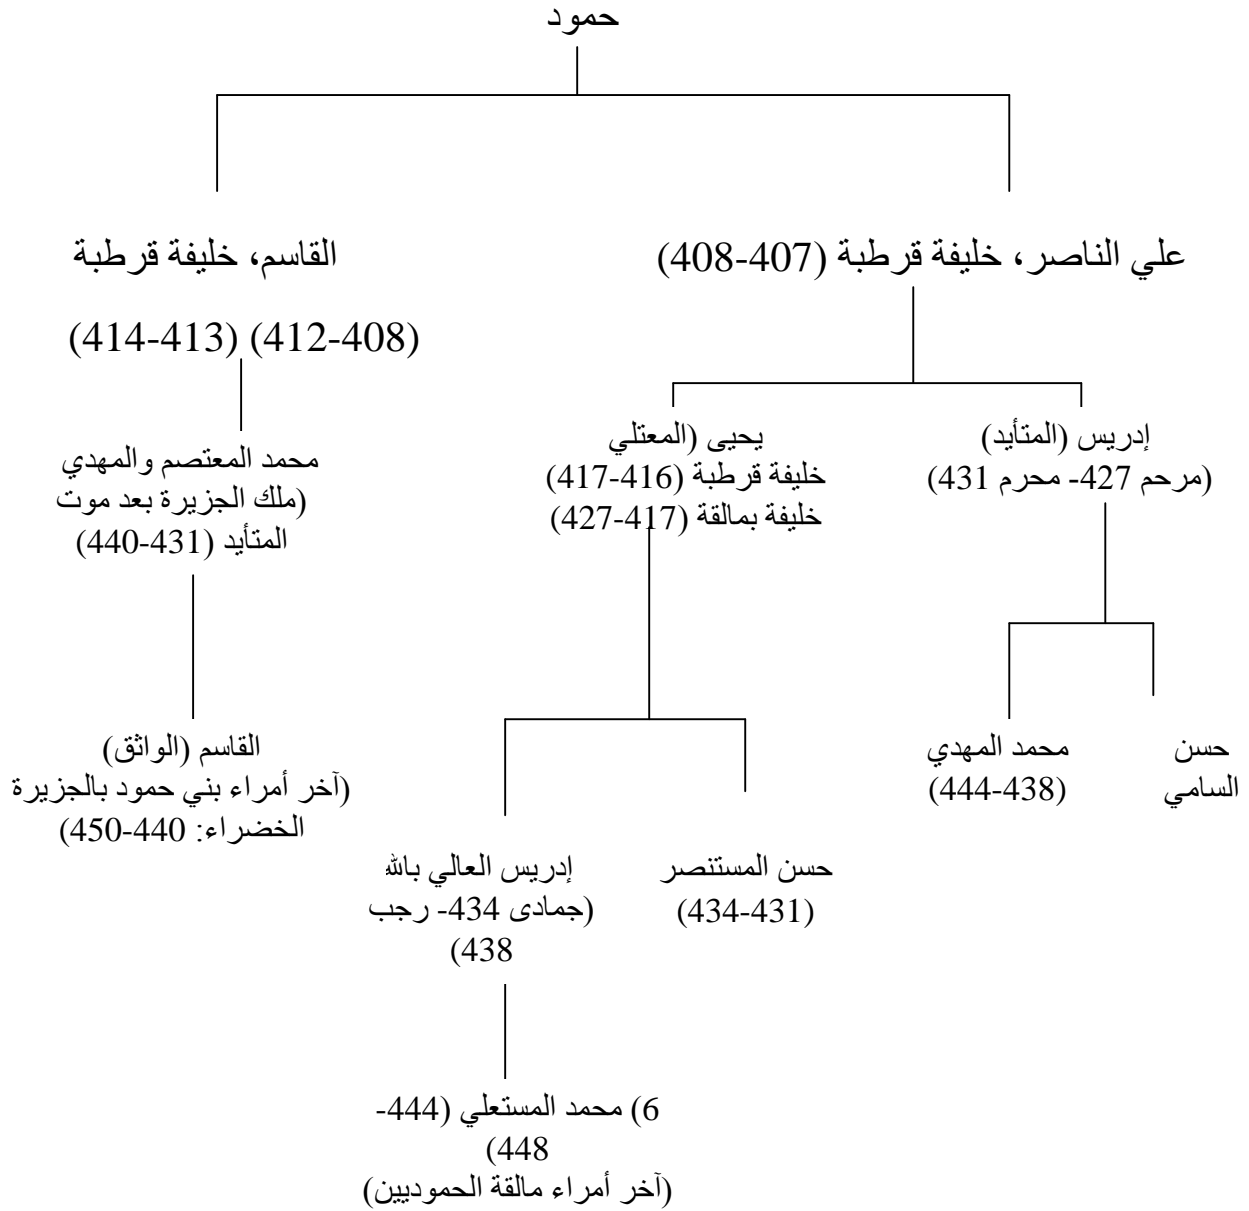 حمود
علي الناصر، خليفة قرطبة (407-408)
القاسم، خليفة قرطبة
(408-412) (413-414)
إدريس (المتأيد)
(مرحم 427- محرم 431)
يحيى (المعتلي
خليفة قرطبة (416-417)
خليفة بمالقة (417-427)
محمد المعتصم والمهدي
(ملك الجزيرة بعد موت
المتأيد (431-440)
حسن
السامي
محمد المهدي
(438-444)
القاسم (الواثق)
(آخر أمراء بني حمود بالجزيرة
الخضراء: 440-450)
حسن المستنصر
(431-434)
إدريس العالي بالله
(جمادى 434- رجب
438)
6) محمد المستعلي (444-
448)
(آخر أمراء مالقة الحموديين)